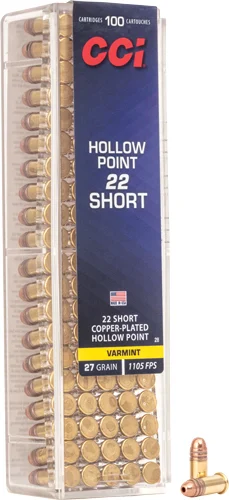 CARTRIDGES 100 CARTOUCHES
CCI
HOLLOW
POINT
22
SHORT
22 SHORT
COPPER-PLATED
HOLLOW POINT
20
VARMINT
27 GRAIN 1105 FPS